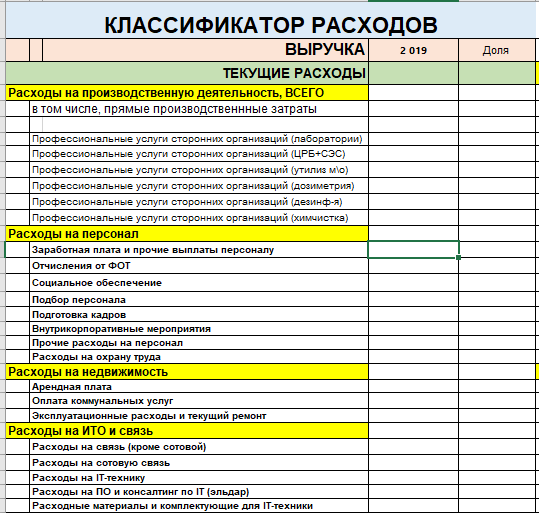 КЛАССИФИКАТОР РАСХОДОВ
ВЫРУЧКА 2 019 Доля
ТЕКУЩИЕ РАСХОДЫ
Расходы на производственную деятельность, ВСЕГО
в том числе, прямые производственнные затраты
Профессиональные услуги сторонних организаций (лаборатории)
Профессиональные услуги сторонних организаций (ЦРБ+СЭС)
Профессиональные услуги сторонних организаций (утилиз м\о)
Профессиональные услуги сторонних организаций (дозиметрия)
Профессиональные услуги сторонних организаций (дезинф-я)
Профессиональные услуги сторонних организаций (химчистка)
Расходы на персонал
Заработная плата и прочие выплаты персоналу
Отчисления от ФОТ
Социальное обеспечение
Подбор персонала
Подготовка кадров
Внутрикорпоративные мероприятия
Прочие расходы на персонал
Расходы на охрану труда
Расходы на недвижимость
Арендная плата
Оплата коммунальных услуг
Эксплуатационные расходы и текущий ремонт
Расходы на ИТО и связь
Расходы на связь (кроме сотовой)
Расходы на сотовую связь
Расходы на IT-технику
Расходы на ПО и консалтинг по IT (эльдар)
Расходные материалы и комплектующие для IT-техники